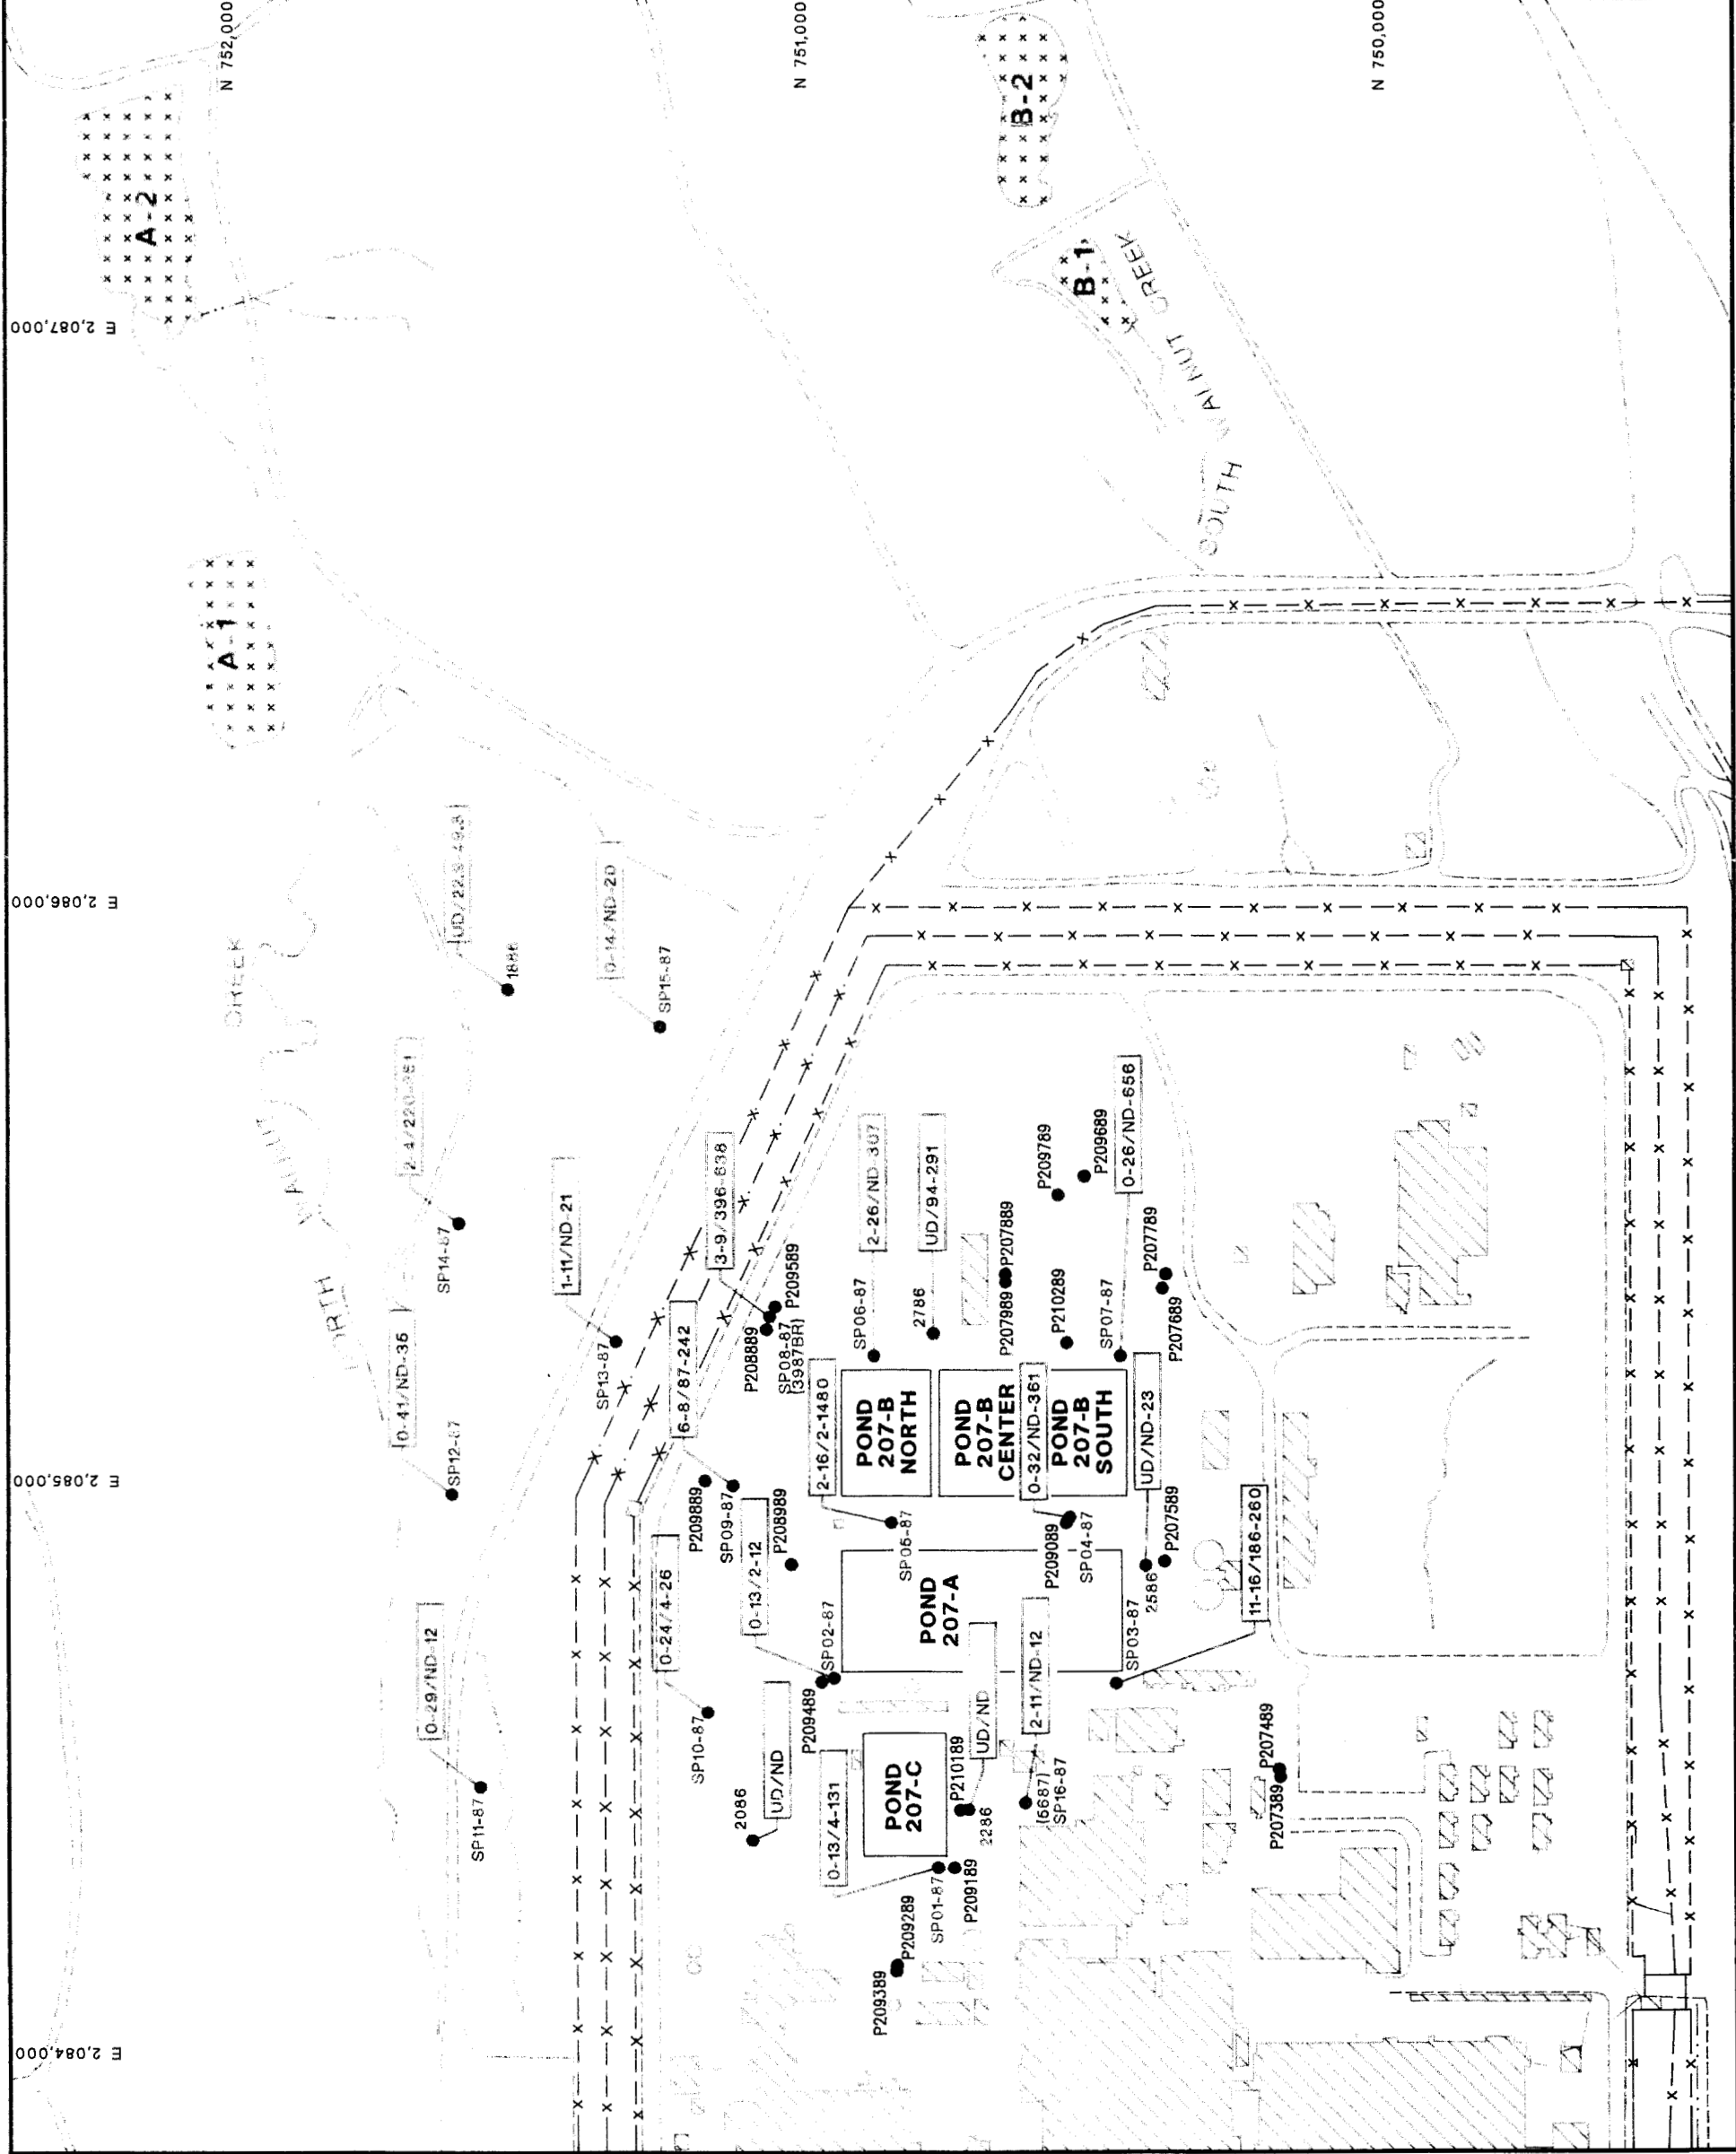 N 752,000
N 751,000
N 750,000
E 2,087,000
E 2,086,000
E 2,085,000
E 2,084,000
A-2
B-2
B-1
SOUTH WALNUT CREEK
A-1
NORTH WALNUT CREEK
1886
0-14/ND-20
SP15-87
SP14-87
1-11/ND-21
SP13-87
0-41/ND-35
SP12-87
0-29/ND-12
SP11-87
3-9/396-638
P209589
P208889
SP08-87
(3987BR)
6-8/87-242
P209889
SP09-87
0-24/4-26
SP10-87
0-13/2-12
P208989
SP02-87
P209489
2086
UD/ND
2-26/ND-307
SP06-87
UD/94-291
2786
2-16/2-1480
SP05-87
P207889
P207989
P209789
P209689
P210289
0-26/ND-656
SP07-87
P207789
P207689
POND
207-B
NORTH
POND
207-B
CENTER
POND
207-B
SOUTH
0-32/ND-361
P209089
SP04-87
UD/ND-23
2586
P207589
POND
207-A
11-16/186-260
SP03-87
0-13/4-131
POND
207-C
P210189
2286
UD/ND
2-11/ND-12
(5687)
SP16-87
SP01-87
P209189
P209289
P209389
P207489
P207389